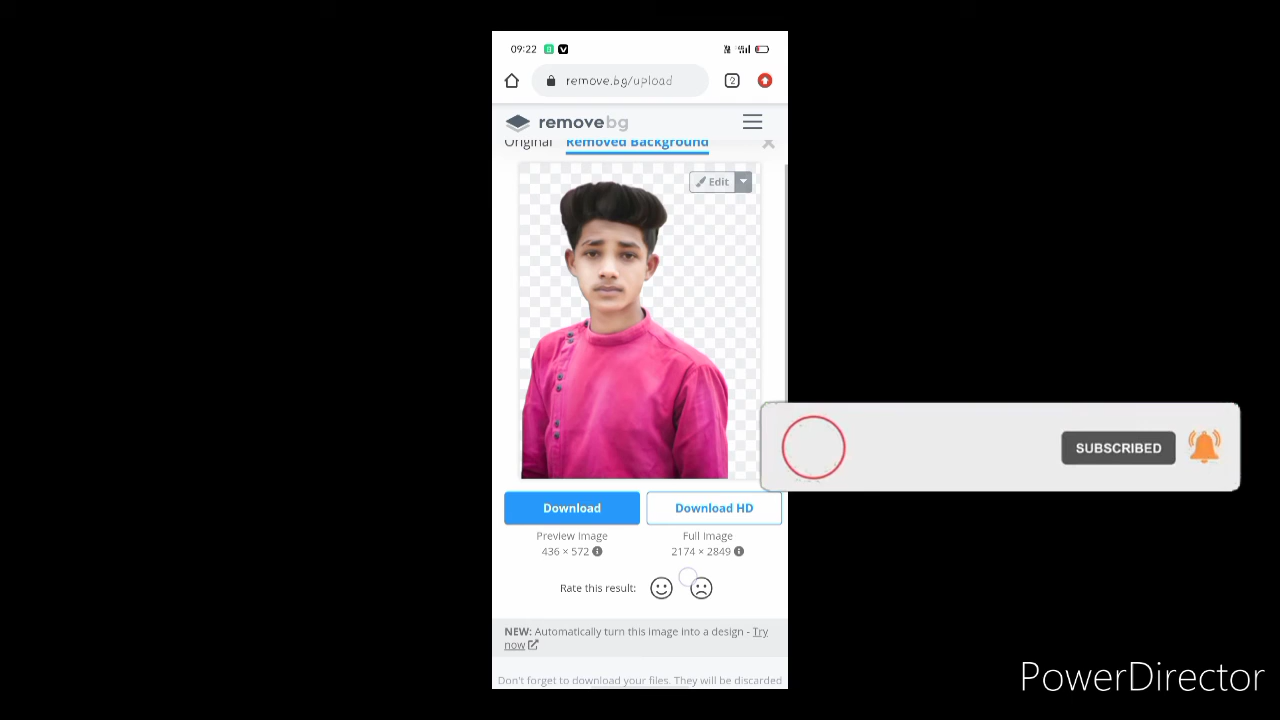 09:22
remove.bg/upload
2
removebg
Original Removed Background
Edit
SUBSCRIBED
Download Download HD
Preview Image Full Image
436 × 572 2174 × 2849
Rate this result:
NEW: Automatically turn this image into a design - Try
now
Don't forget to download your files. They will be discarded
PowerDirector